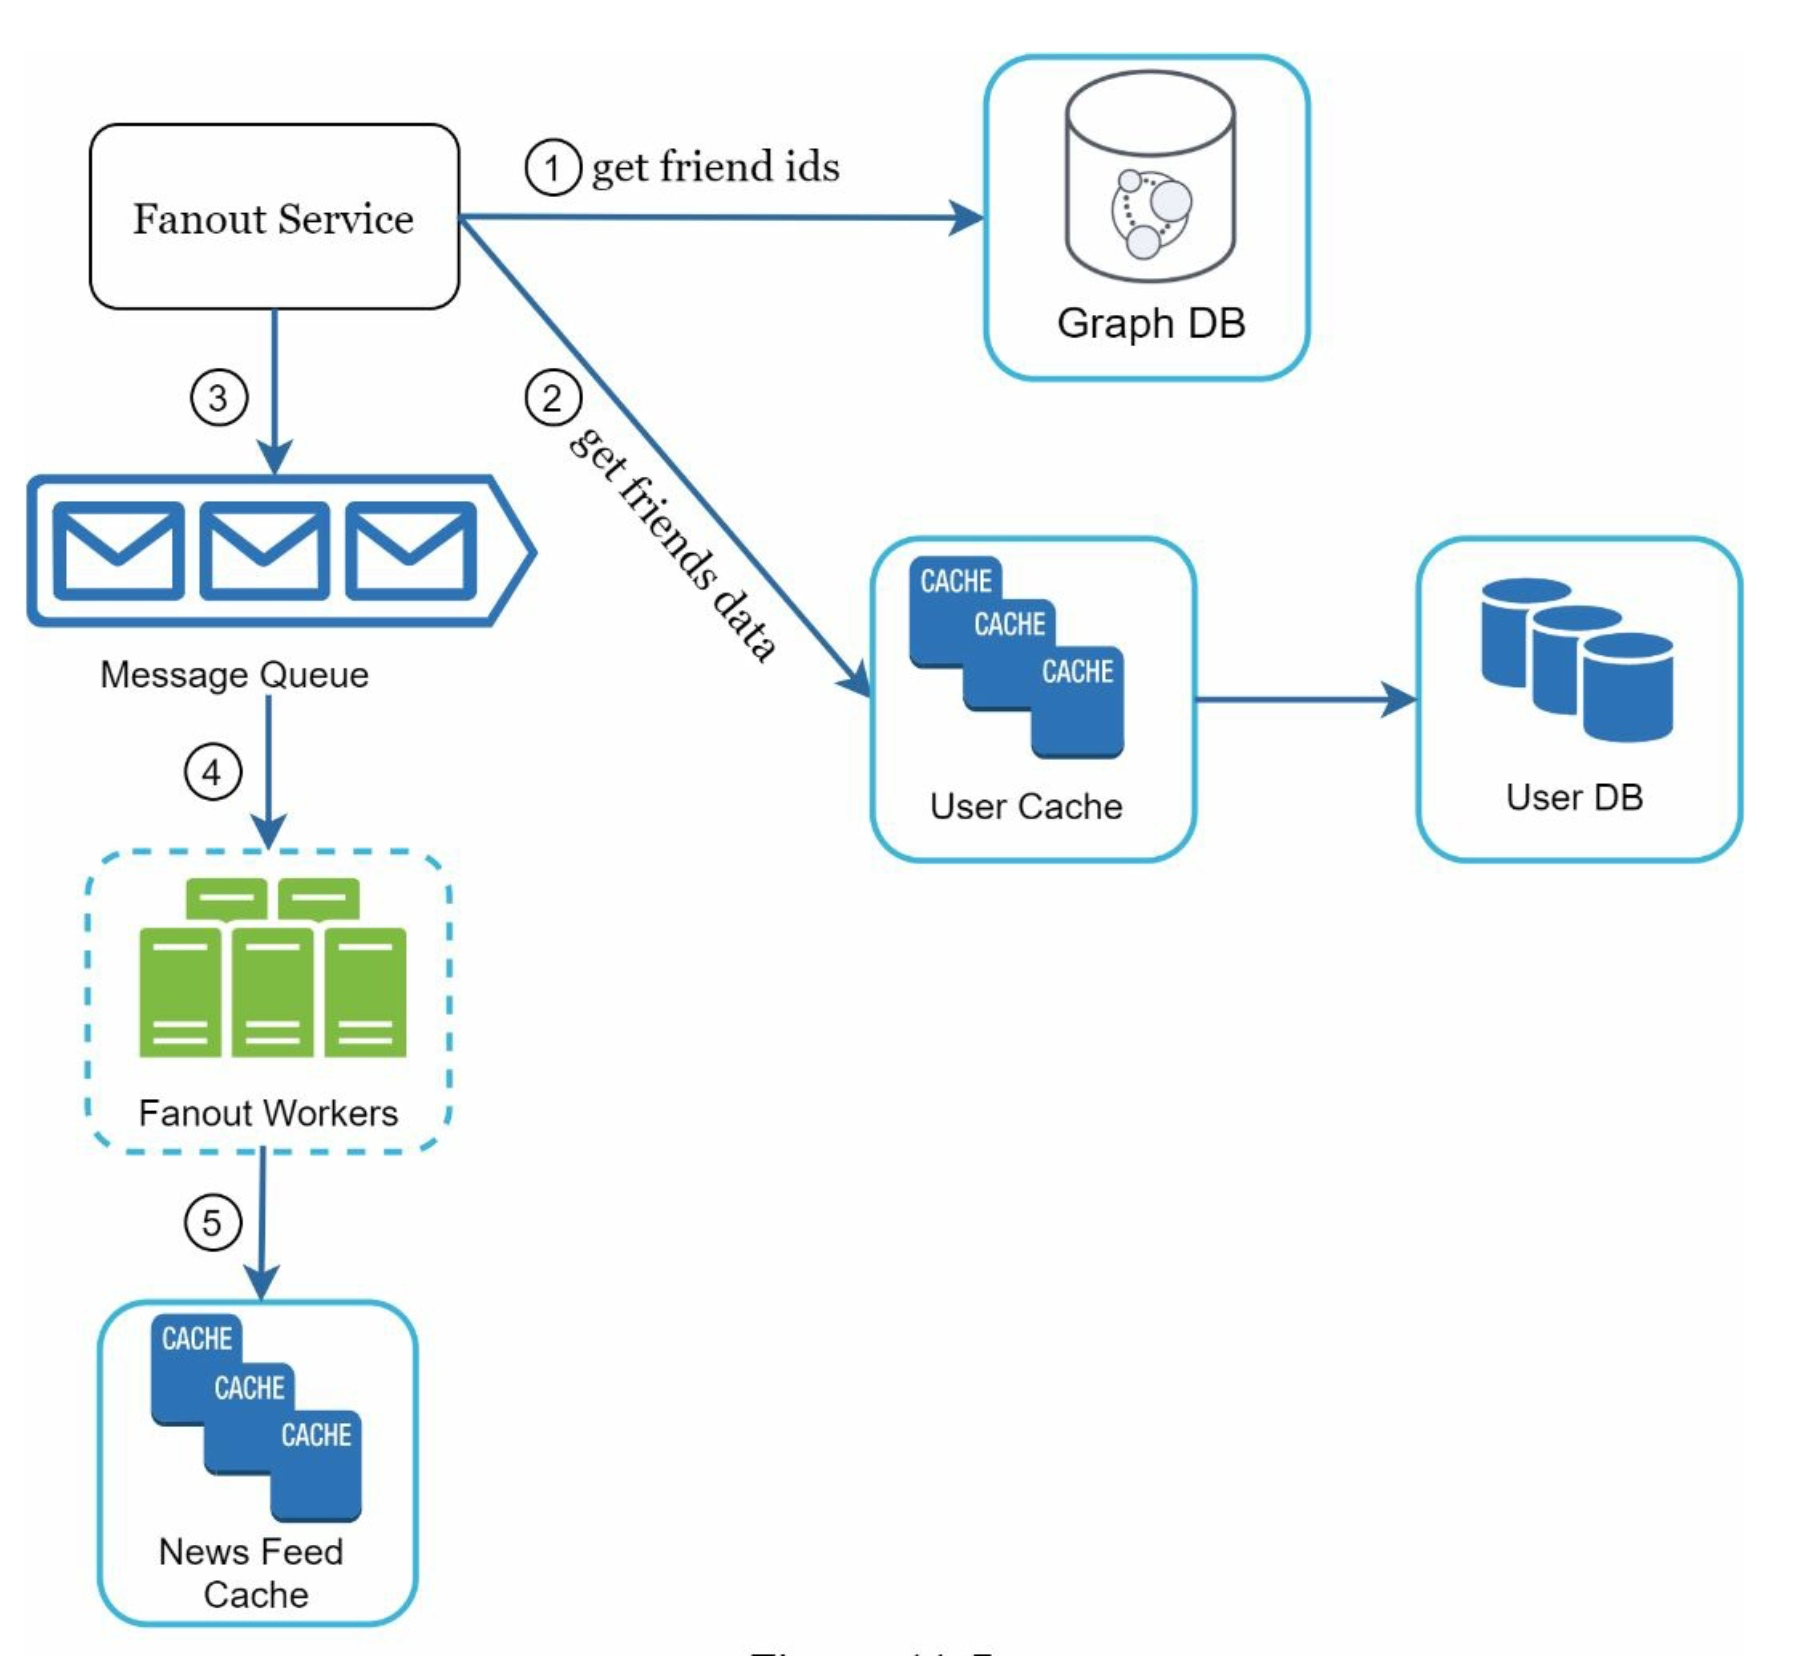 1 get friend ids
Fanout Service
Graph DB
3
2 get friends data
Message Queue
CACHE
CACHE
CACHE
User Cache
User DB
4
Fanout Workers
5
CACHE
CACHE
CACHE
News Feed
Cache